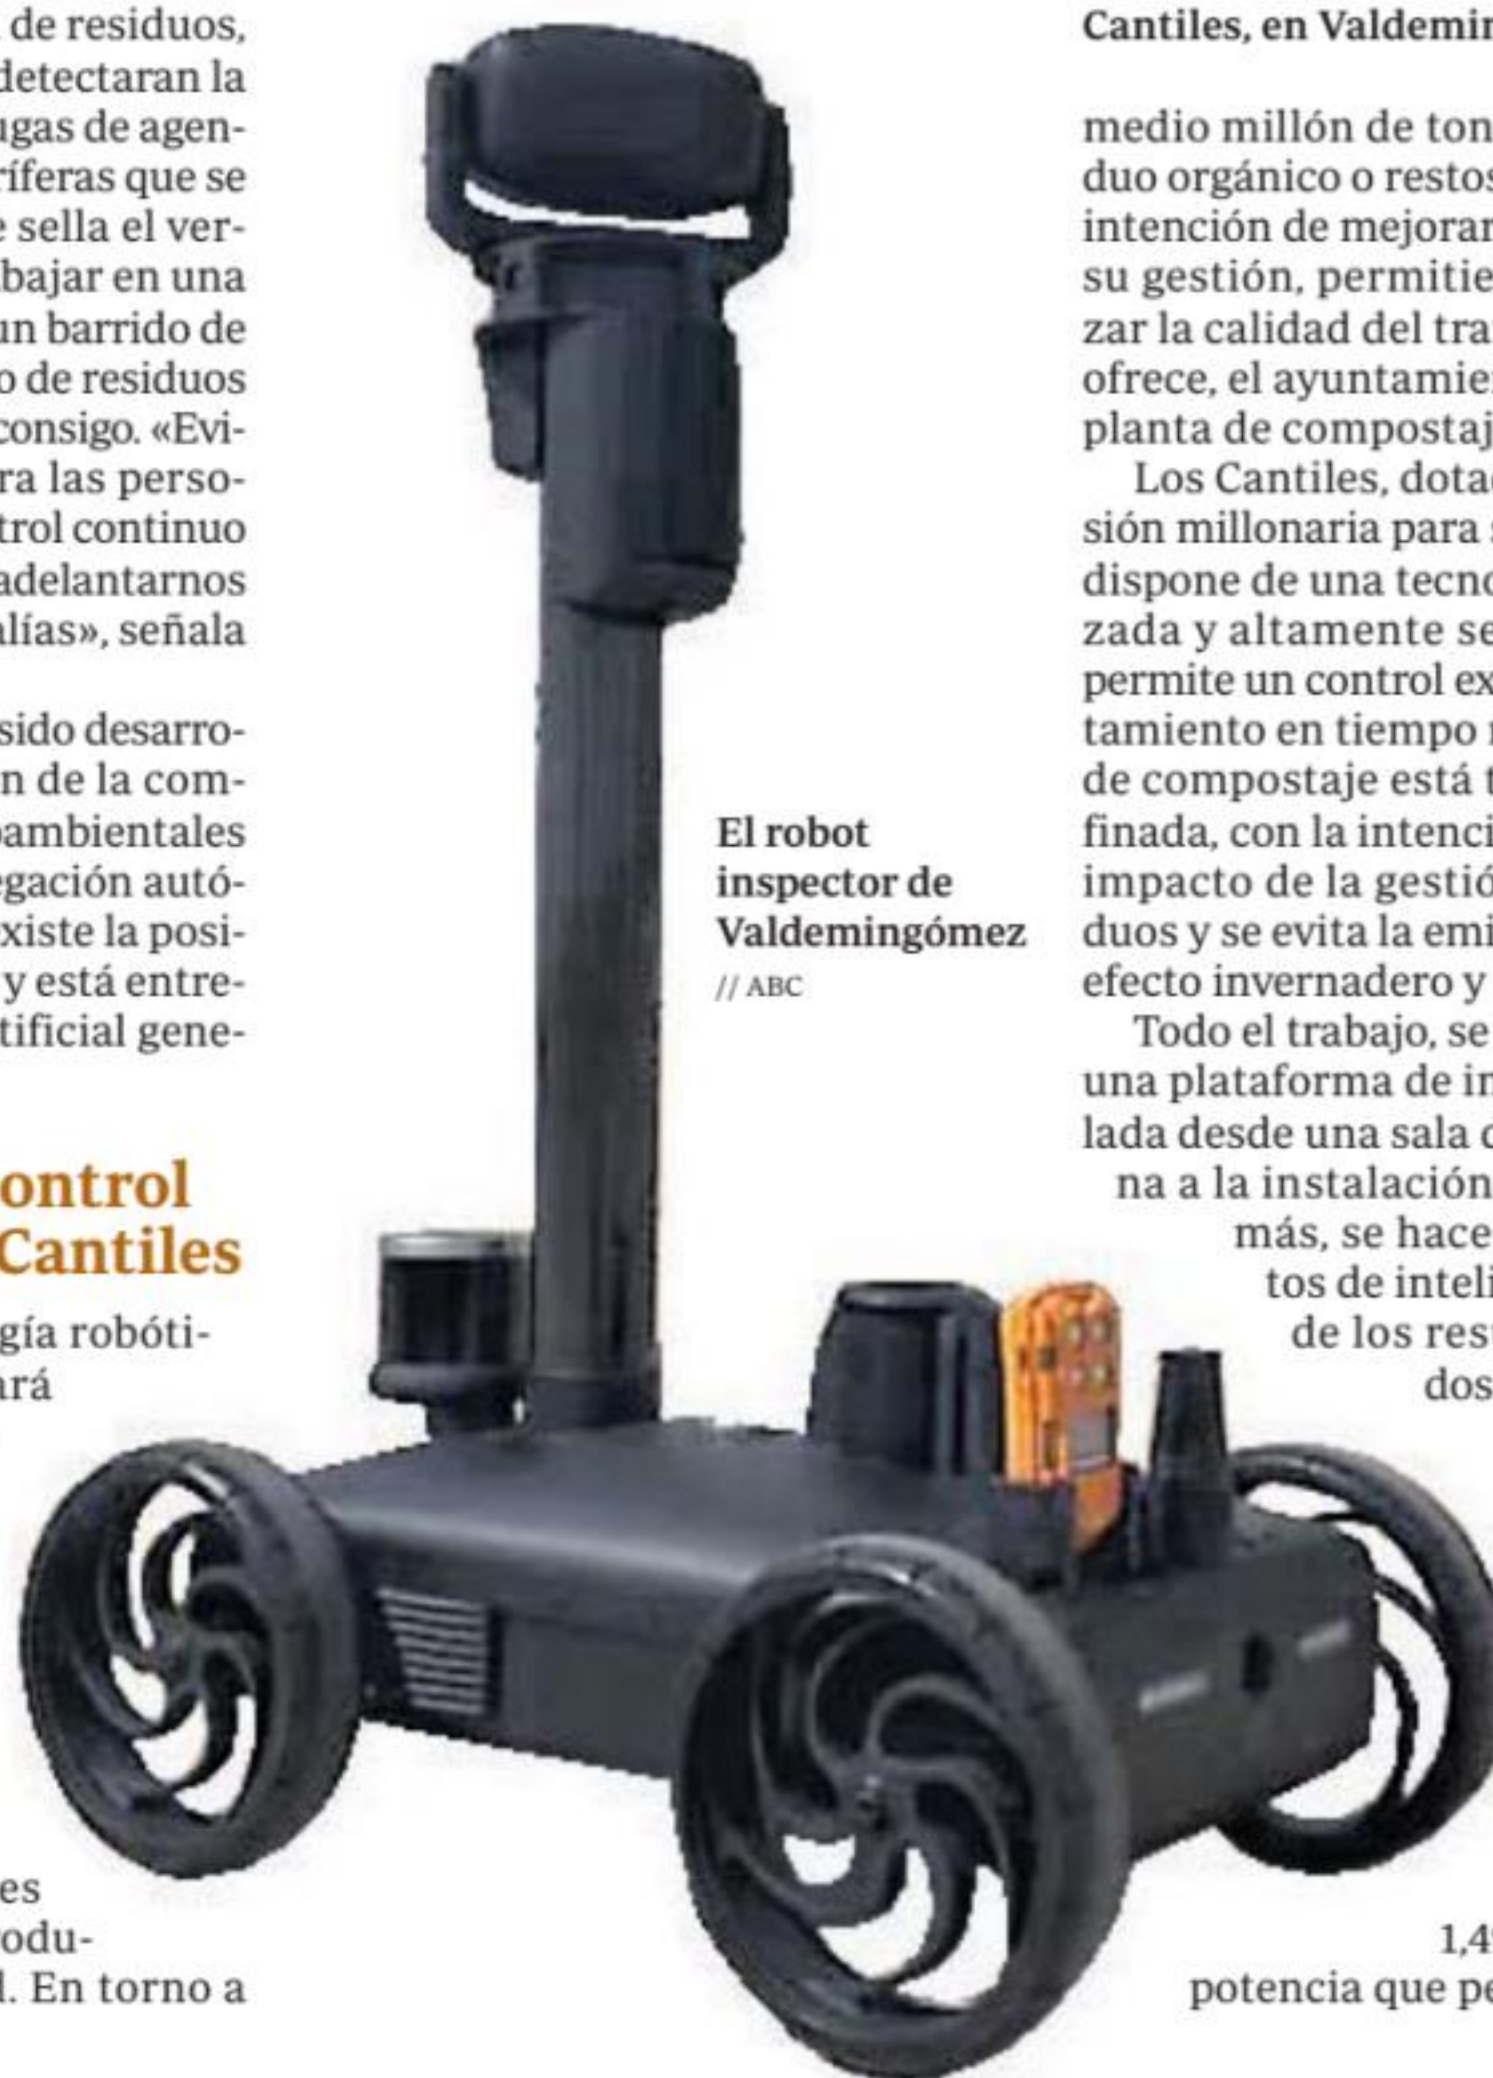 de residuos,
detectaran la
ugas de agen-
ríferas que se
e sella el ver-
bajar en una
un barrido de
o de residuos
consigo. «Evi-
ra las perso-
trol continuo
adelantarnos
alías», señala
sido desarro-
n de la com-
oambientales
egación autó-
xiste la posi-
y está entre-
tificial gene-
ontrol
Cantiles
gía robóti-
ará
es
odu-
l. En torno a
El robot
inspector de
Valdemingómez
// ABC
Cantiles, en Valdemin
medio millón de ton
duo orgánico o restos
intención de mejorar
su gestión, permitie
zar la calidad del tra
ofrece, el ayuntamie
planta de compostaj
Los Cantiles, dota
sión millonaria para
dispone de una tecno
zada y altamente se
permite un control ex
tamiento en tiempo
de compostaje está t
finada, con la intenci
impacto de la gestió
duos y se evita la emi
efecto invernadero y
Todo el trabajo, se
una plataforma de in
lada desde una sala
na a la instalación
más, se hace
tos de inteli
de los res
dos
1,4
potencia que pe